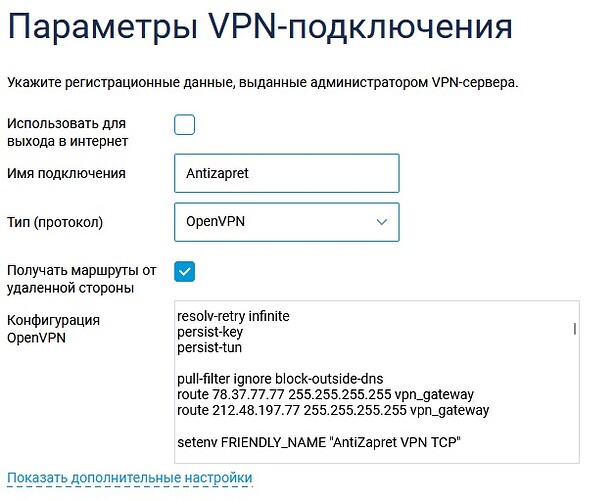 Параметры VPN-подключения
Укажите регистрационные данные, выданные администратором VPN-сервера.
Использовать для
выхода в интернет
Имя подключения
Antizapret
Тип (протокол)
OpenVPN
Получать маршруты от
удаленной стороны
Конфигурация
OpenVPN
resolv-retry infinite
persist-key
persist-tun
pull-filter ignore block-outside-dns
route 78.37.77.77 255.255.255.255 vpn_gateway
route 212.48.197.77 255.255.255.255 vpn_gateway
setenv FRIENDLY_NAME "AntiZapret VPN TCP"
Показать дополнительные настройки